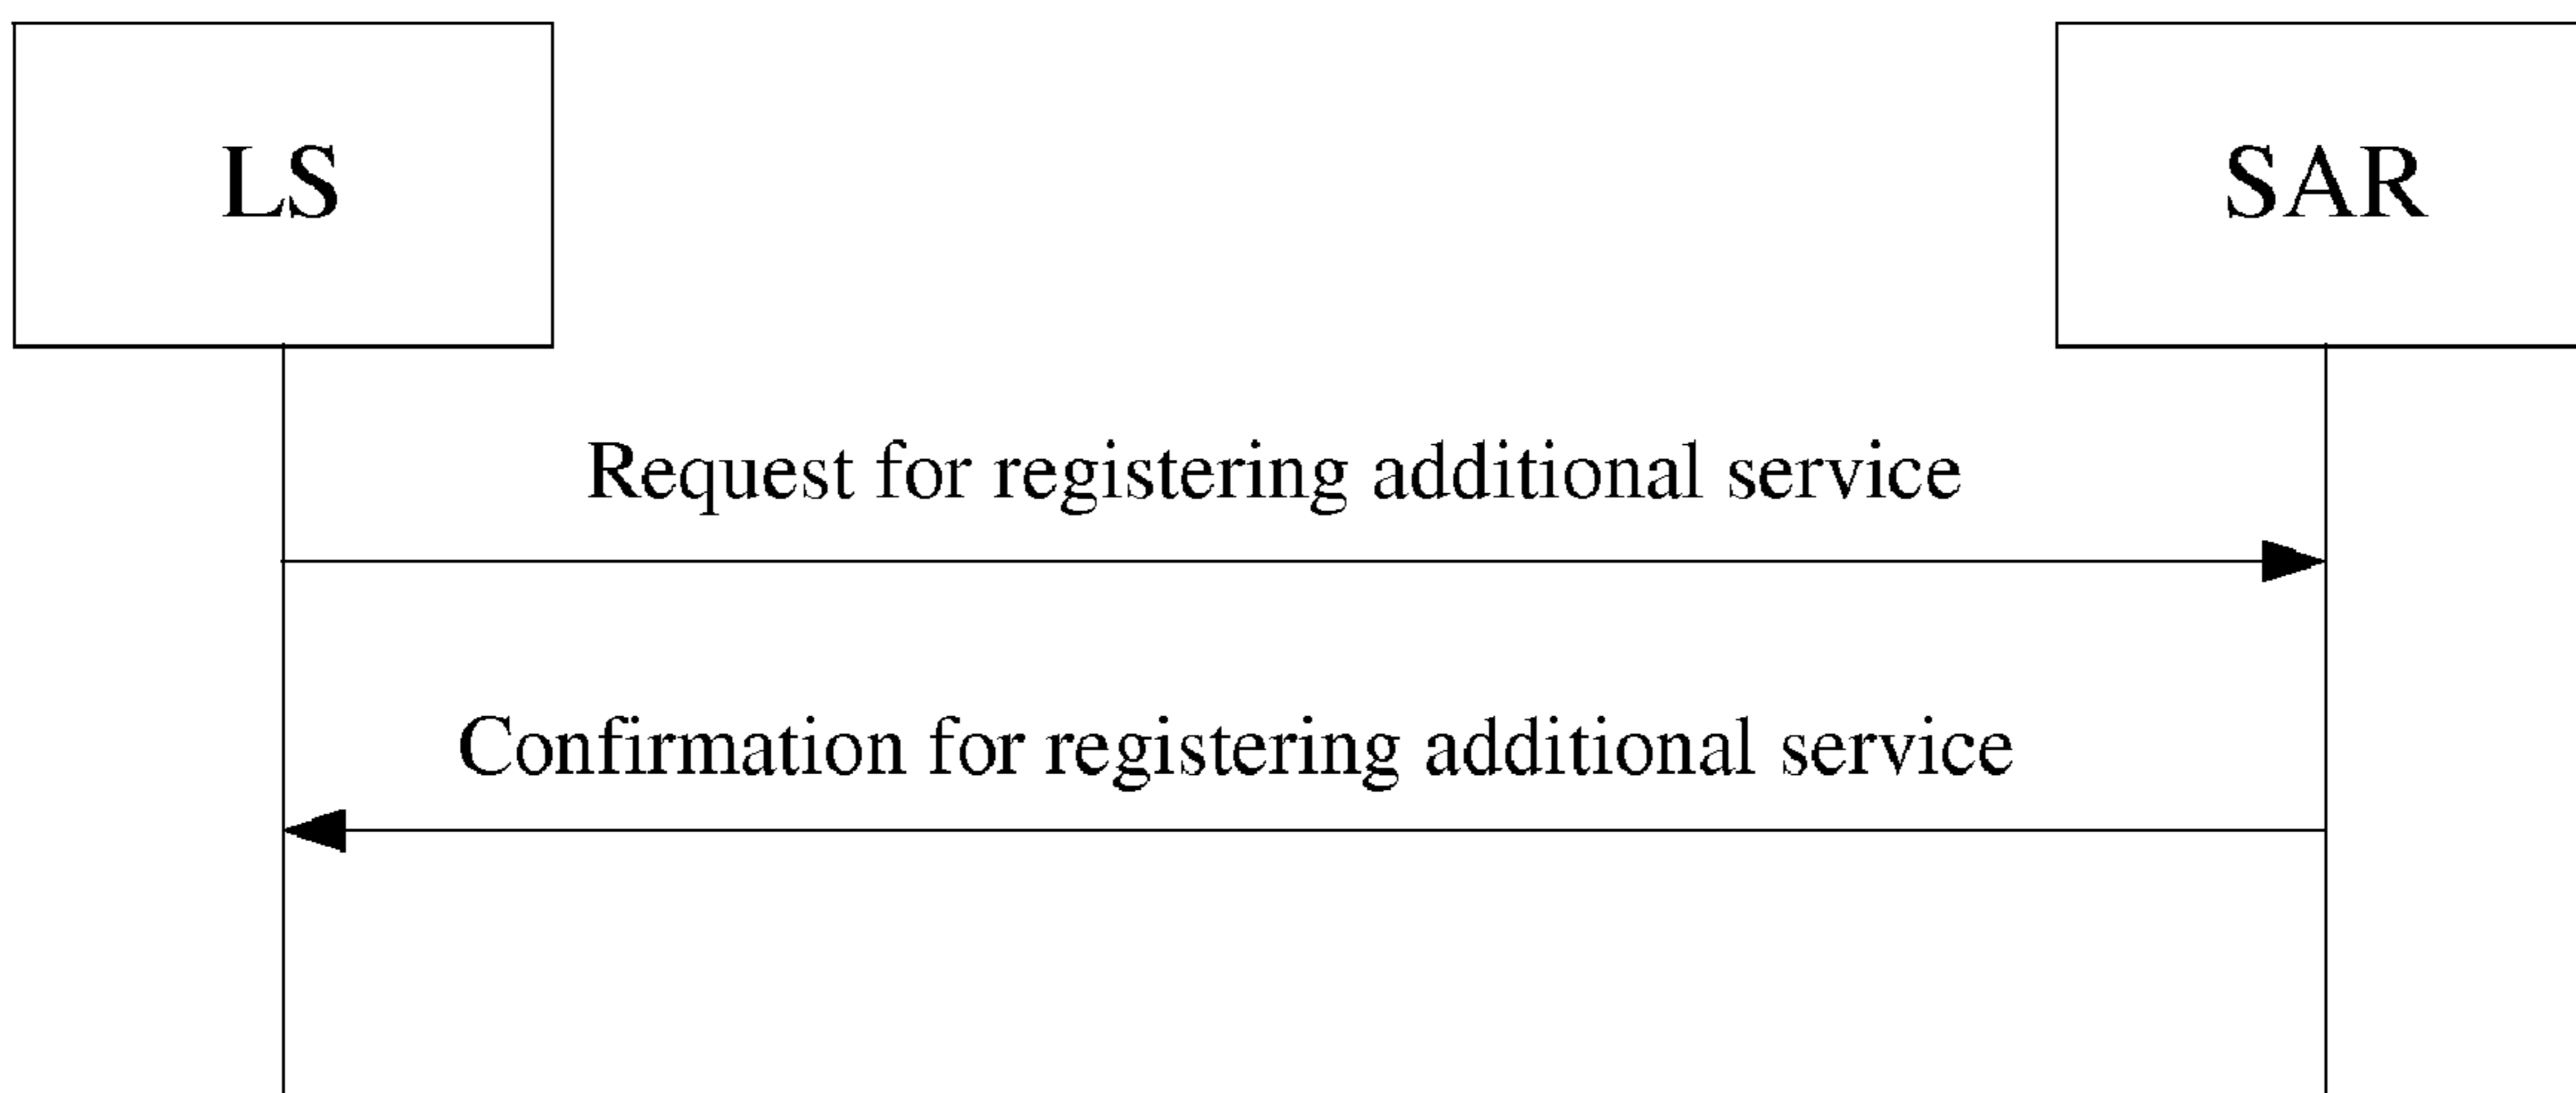 LS
SAR
Request for registering additional service
Confirmation for registering additional service